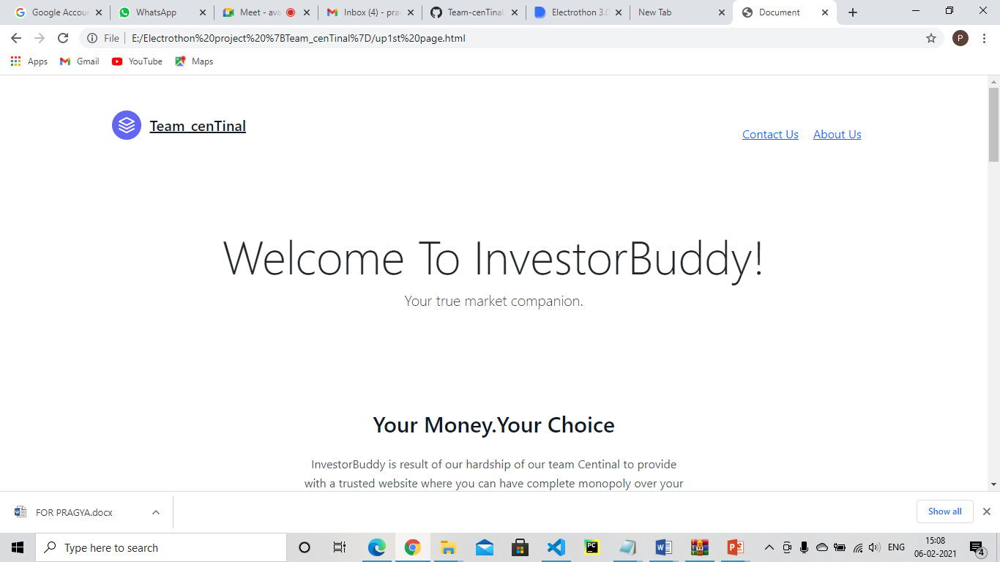 Google Accou
WhatsApp
Meet - ava
Inbox (4) - pra
Team-cenTinal
Electrothon 3.0
New Tab
Document
File
E:/Electrothon%20project%20%7BTeam_cenTinal%7D/up1st%20page.html
P
Apps
Gmail
YouTube
Maps
Team_cenTinal
Contact Us
About Us
Welcome To InvestorBuddy!
Your true market companion.
Your Money.Your Choice
InvestorBuddy is result of our hardship of our team Centinal to provide
with a trusted website where you can have complete monopoly over your
FOR PRAGYA.docx
Show all
Type here to search
ENG
15:08
06-02-2021
4